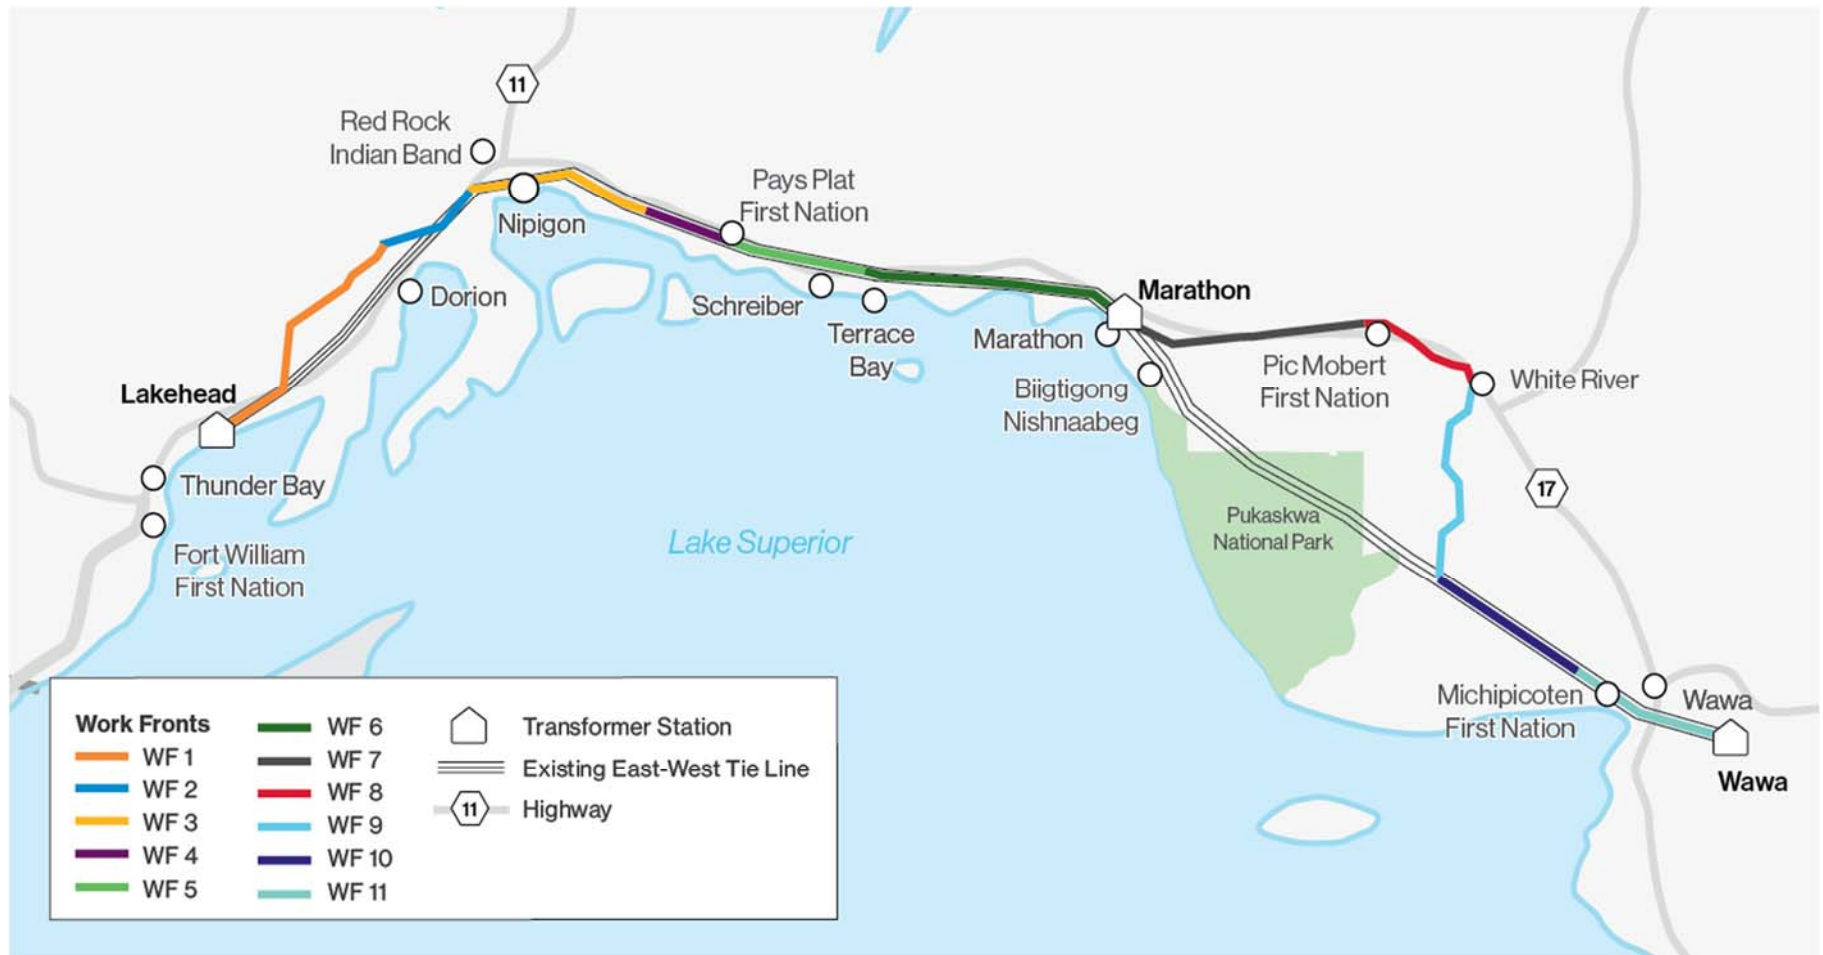 11
Red Rock
Indian Band
Pays Plat
First Nation
Nipigon
Dorion
Schreiber
Terrace
Bay
Marathon
Marathon
Biigtigong
Nishnaabeg
Pic Mobert
First Nation
White River
Lakehead
Thunder Bay
Fort William
First Nation
Lake Superior
Pukaskwa
National Park
17
Michipicoten
First Nation
Wawa
Wawa
Work Fronts
WF 1
WF 2
WF 3
WF 4
WF 5
WF 6
WF 7
WF 8
WF 9
WF 10
WF 11
Transformer Station
Existing East-West Tie Line
11 Highway